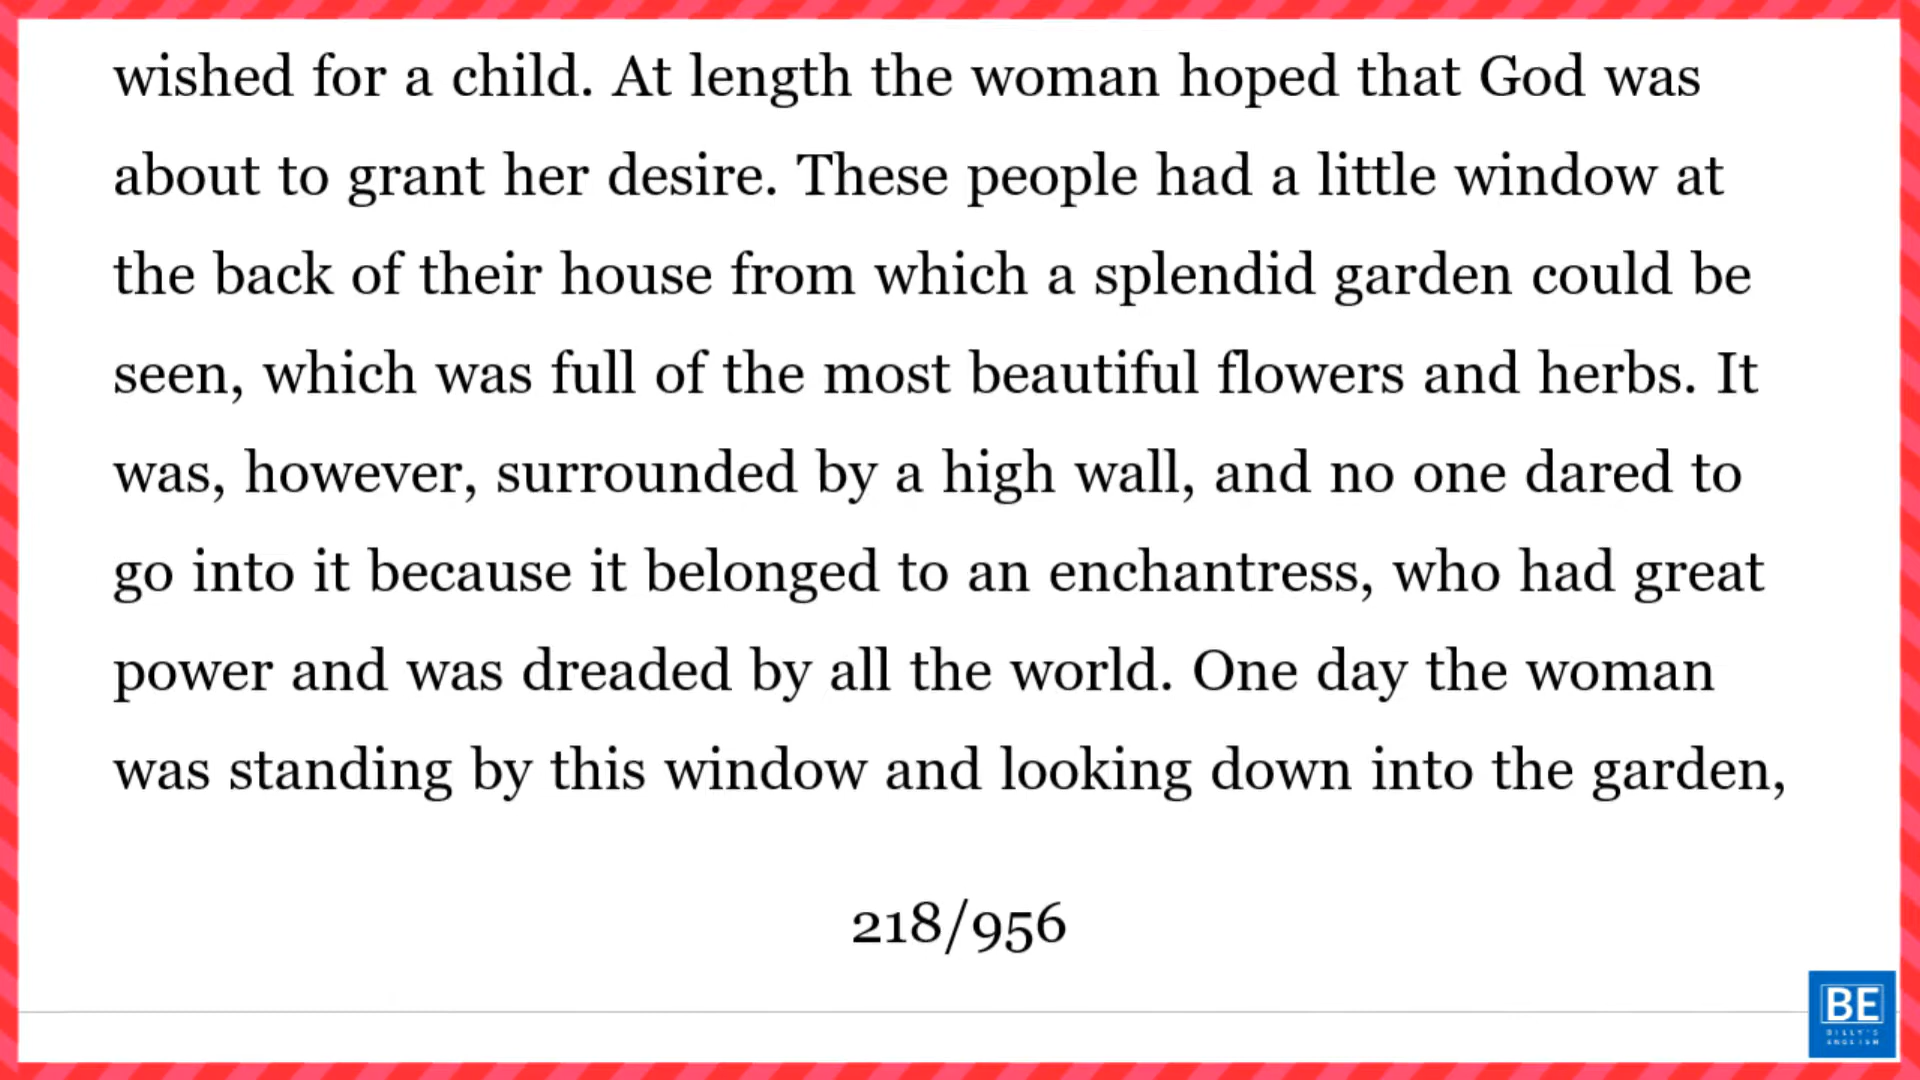 wished for a child. At length the woman hoped that God was
about to grant her desire. These people had a little window at
the back of their house from which a splendid garden could be
seen, which was full of the most beautiful flowers and herbs. It
was, however, surrounded by a high wall, and no one dared to
go into it because it belonged to an enchantress, who had great
power and was dreaded by all the world. One day the woman
was standing by this window and looking down into the garden,
218/956
BE
BILLY'S
ENGLISH